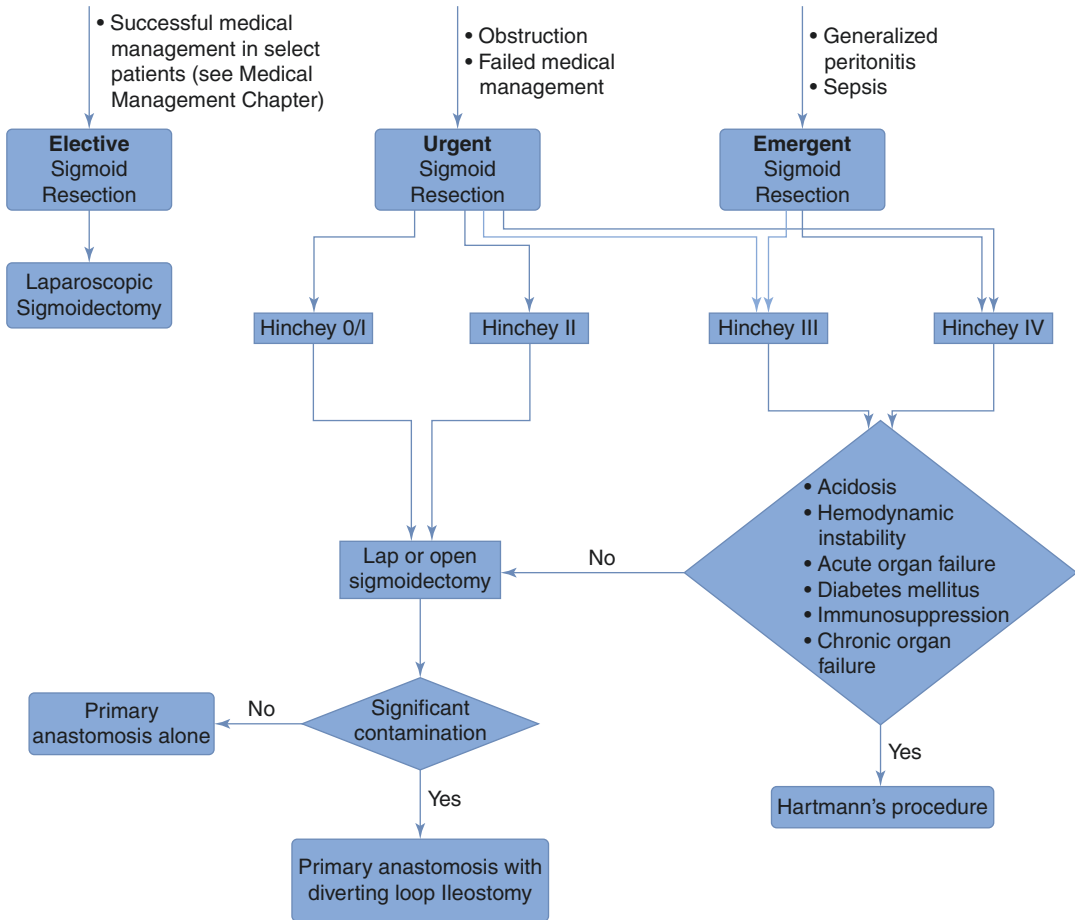 • Successful medical
management in select
patients (see Medical
Management Chapter)
• Obstruction
• Failed medical
management
• Generalized
peritonitis
• Sepsis
Elective
Sigmoid
Resection
Urgent
Sigmoid
Resection
Emergent
Sigmoid
Resection
Laparoscopic
Sigmoidectomy
Hinchey 0/I
Hinchey II
Hinchey III
Hinchey IV
• Acidosis
• Hemodynamic
instability
• Acute organ failure
• Diabetes mellitus
• Immunosuppression
• Chronic organ
failure
No
Lap or open
sigmoidectomy
Significant
contamination
No
Primary
anastomosis alone
Yes
Primary anastomosis with
diverting loop Ileostomy
Yes
Hartmann's procedure